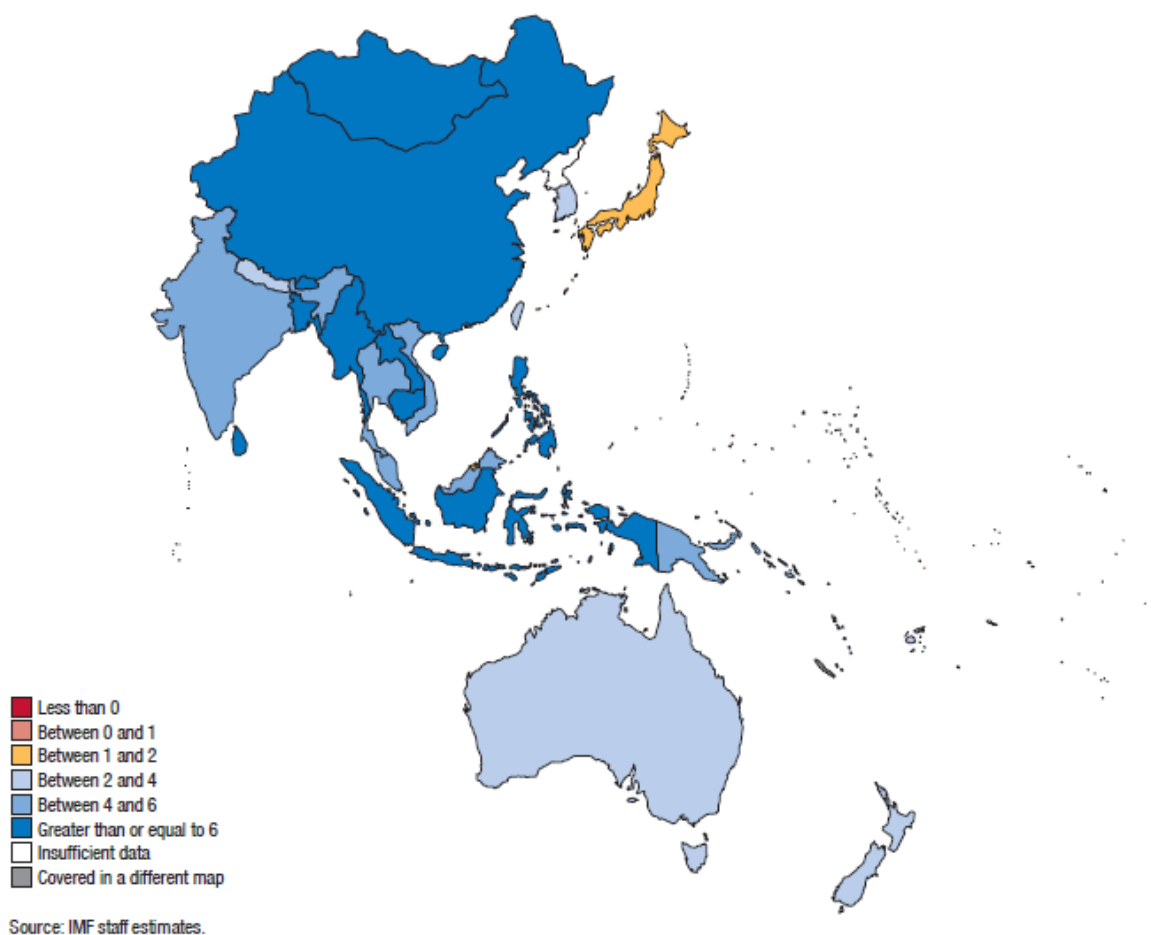 Less than 0
Between 0 and 1
Between 1 and 2
Between 2 and 4
Between 4 and 6
Greater than or equal to 6
Insufficient data
Covered in a different map
Source: IMF staff estimates.